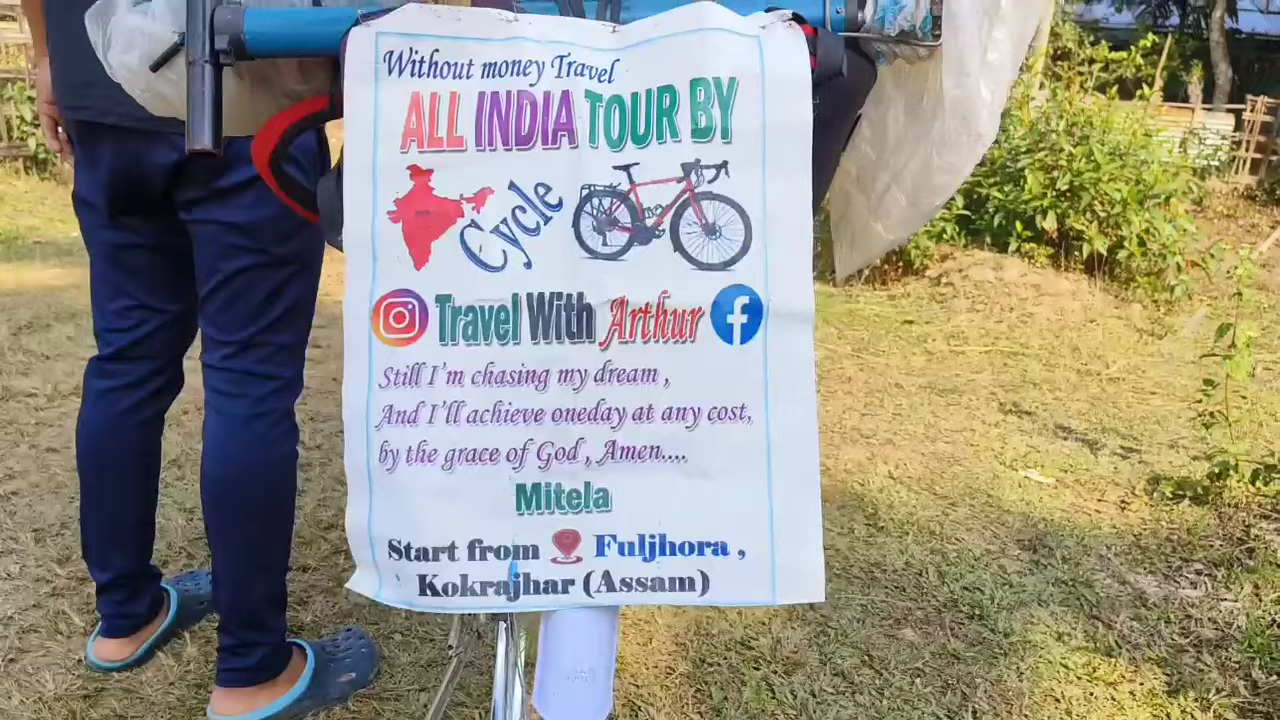 Without money Travel
ALL INDIA TOUR BY
Cycle
Travel With Arthur
Still I'm chasing my dream ,
And I'll achieve oneday at any cost,
by the grace of God , Amen....
Mitela
Start from Fuljhora ,
Kokrajhar (Assam)